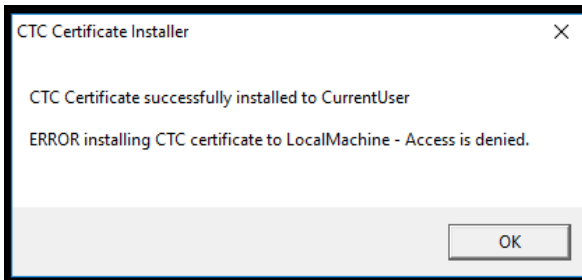 CTC Certificate Installer
CTC Certificate successfully installed to CurrentUser
ERROR installing CTC certificate to LocalMachine - Access is denied.
OK